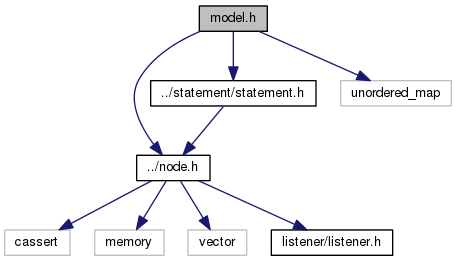 model.h
../statement/statement.h
unordered_map
../node.h
cassert
memory
vector
listener/listener.h